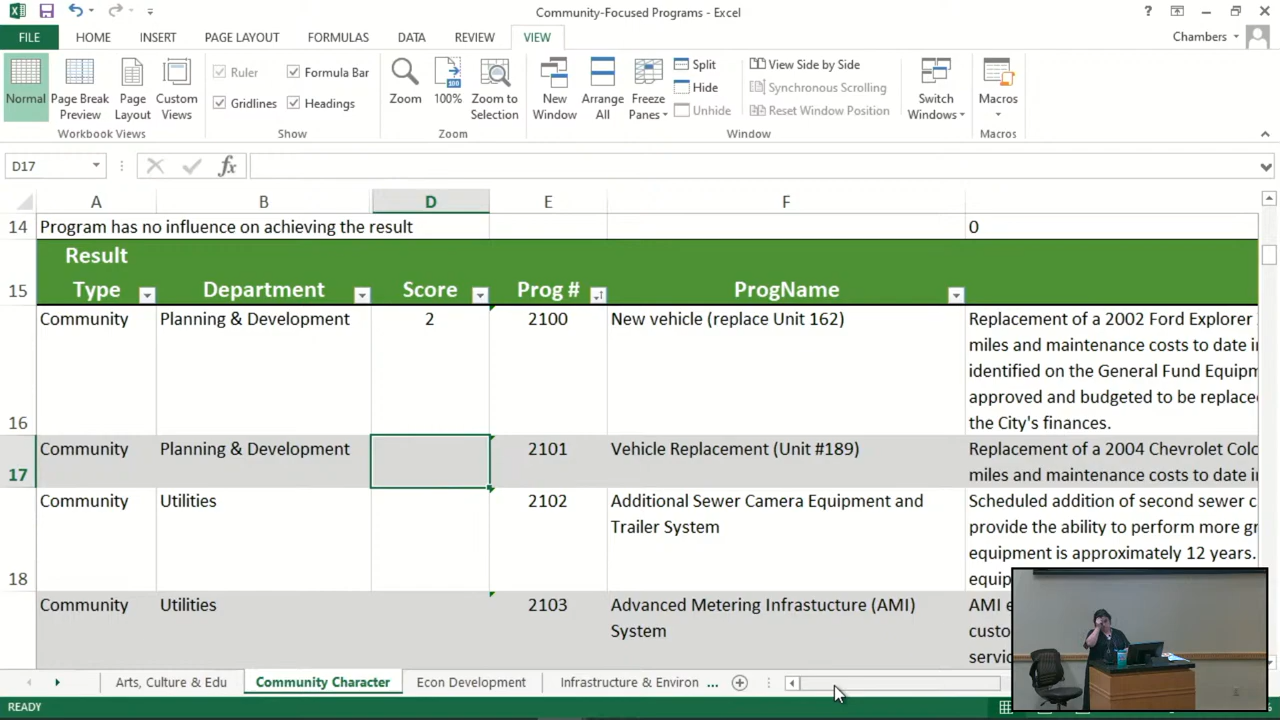 Community-Focused Programs - Excel
?
FILE HOME INSERT PAGE LAYOUT FORMULAS DATA REVIEW VIEW Chambers
Normal
Page Break Preview
Page Layout
Custom Views
Workbook Views
Ruler
Formula Bar
Gridlines
Headings
Show
Zoom
100%
Zoom to Selection
Zoom
New Window
Arrange All
Freeze Panes
Split
Hide
Unhide
View Side by Side
Synchronous Scrolling
Reset Window Position
Window
Switch Windows
Macros
Macros
D17 fx
A B D E F
14 Program has no influence on achieving the result 0
Result
15 Type Department Score Prog # ProgName
Community Planning & Development 2 2100 New vehicle (replace Unit 162) Replacement of a 2002 Ford Explorer
miles and maintenance costs to date i
identified on the General Fund Equip
approved and budgeted to be replace
16 the City's finances.
Community Planning & Development 2101 Vehicle Replacement (Unit #189) Replacement of a 2004 Chevrolet Colo
17 miles and maintenance costs to date i
Community Utilities 2102 Additional Sewer Camera Equipment and Scheduled addition of second sewer c
Trailer System provide the ability to perform more gr
equipment is approximately 12 years.
18 equip
Community Utilities 2103 Advanced Metering Infrastucture (AMI) AMI e
System custo
servic
Arts, Culture & Edu Community Character Econ Development Infrastructure & Environ ...
READY